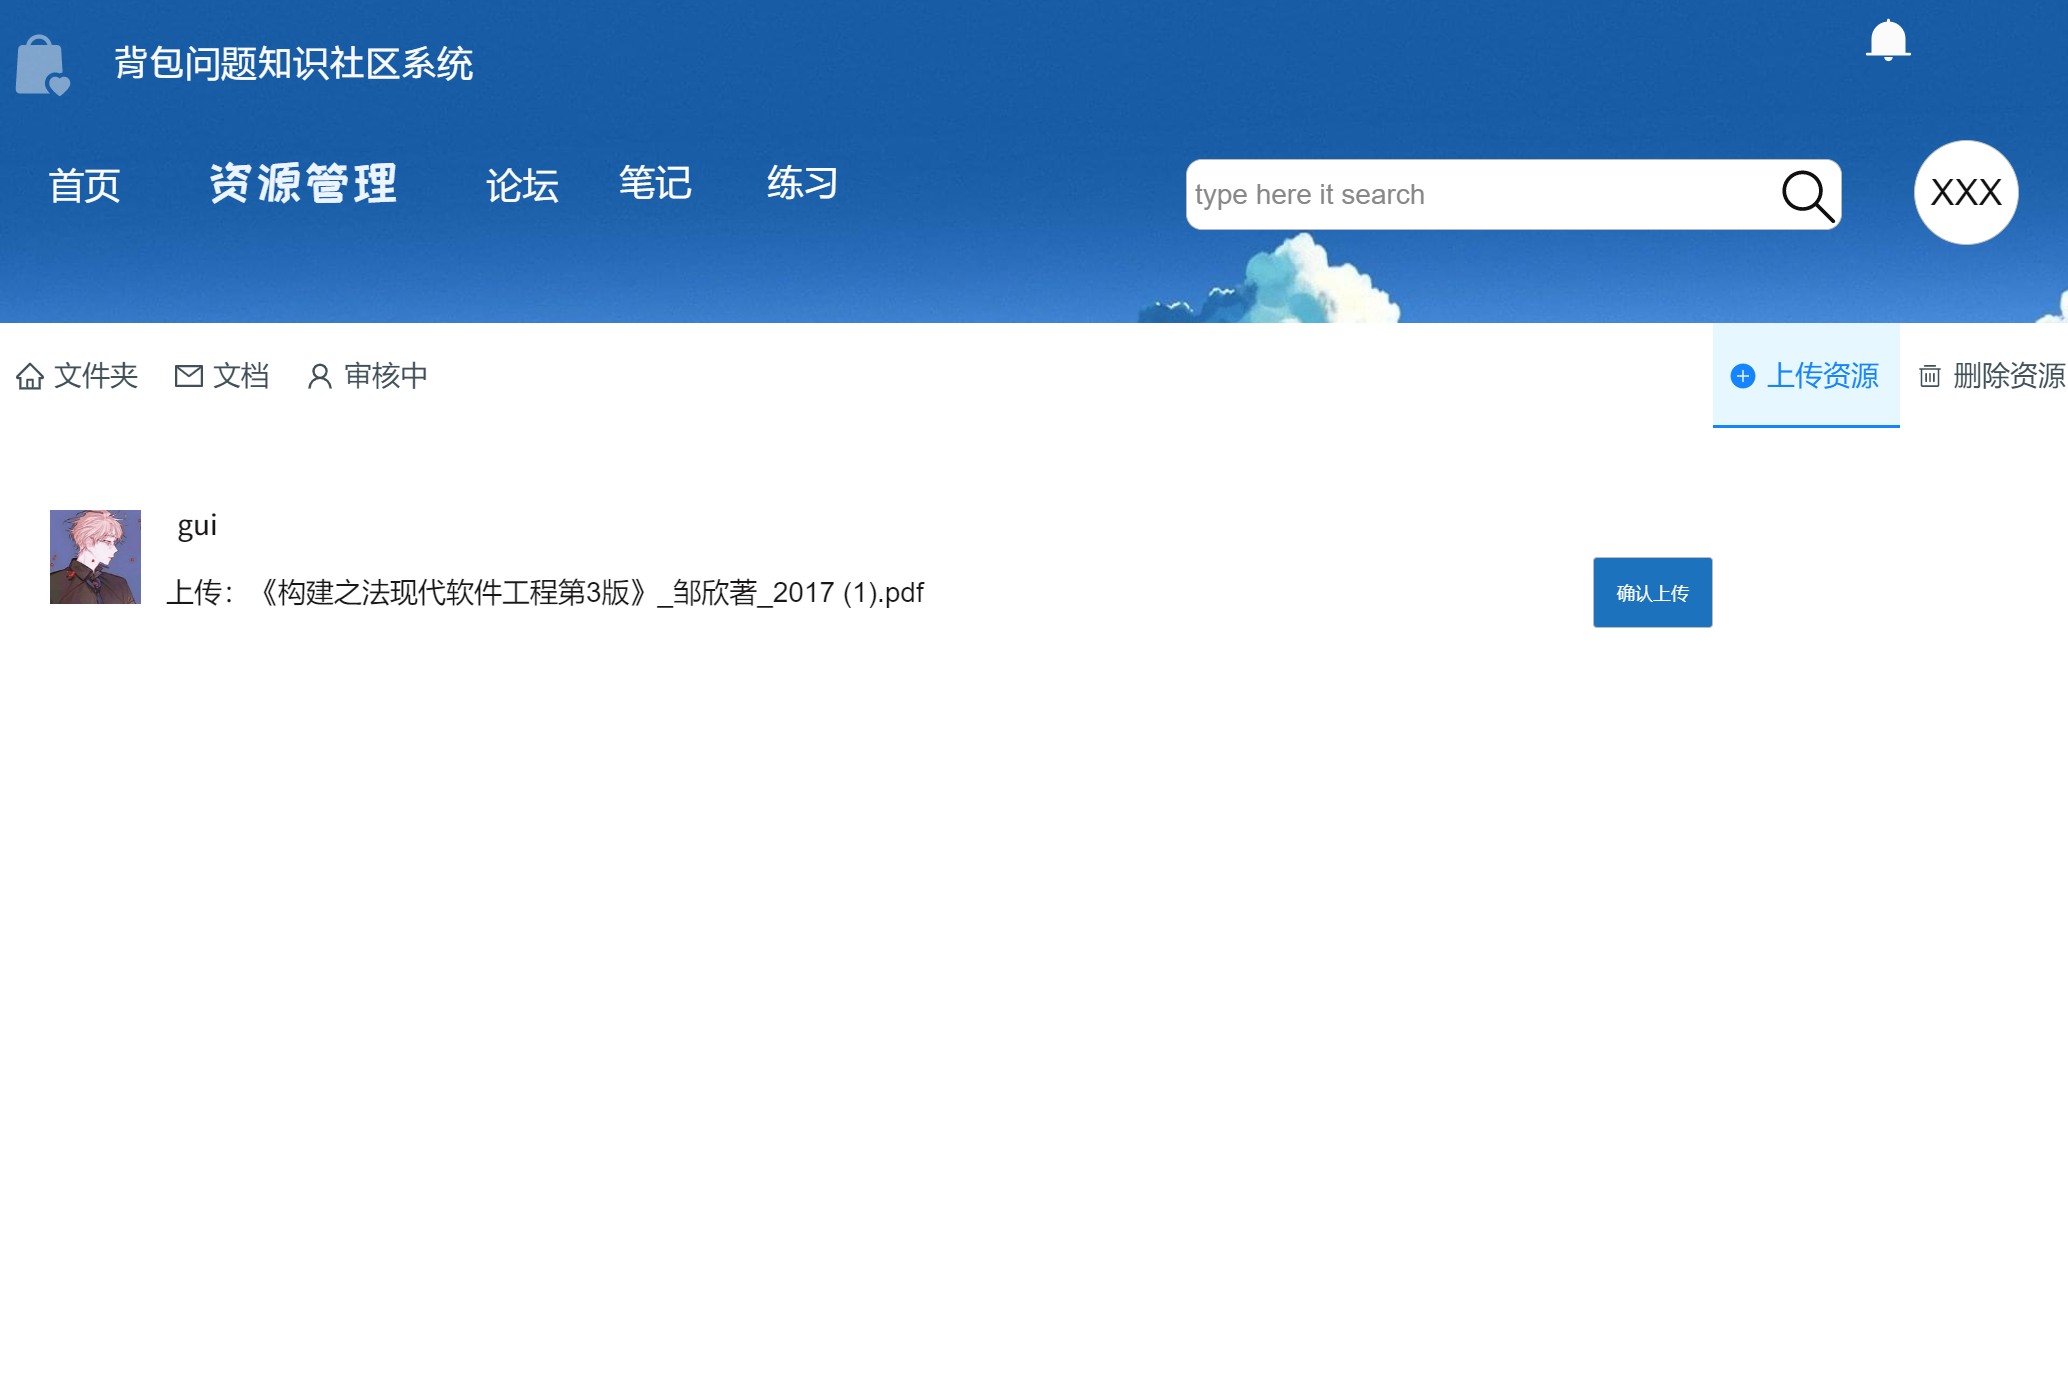 背包问题知识社区系统
首页 资源管理 论坛 笔记 练习 type here it search XXX
文件夹 文档 审核中 上传资源 删除资源
gui
上传：《构建之法现代软件工程第3版》_邹欣著_2017 (1).pdf 确认上传